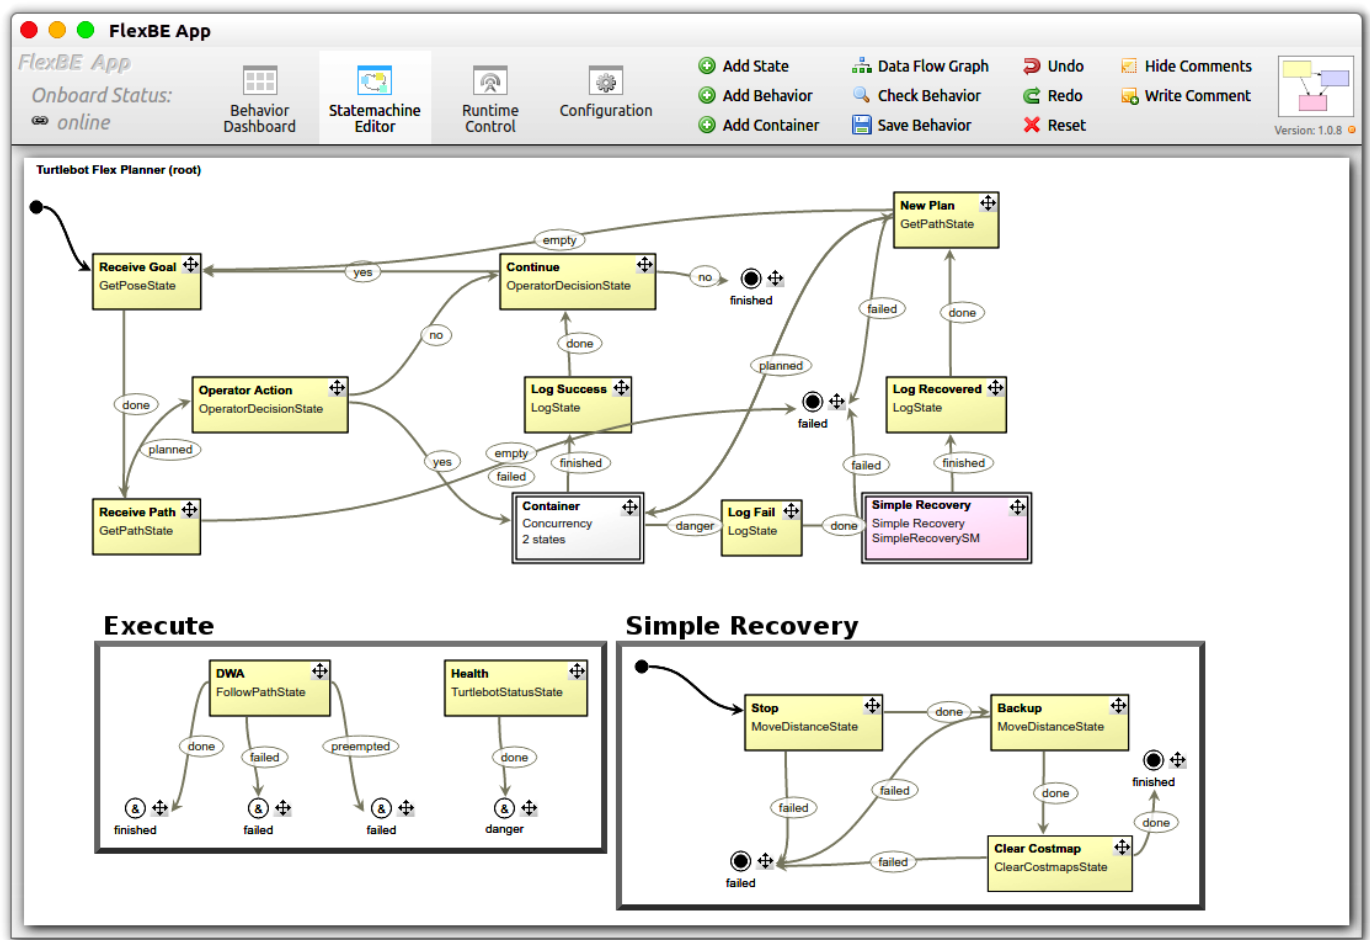 FlexBE App
FlexBE App
Onboard Status:
online
Behavior
Dashboard
Statemachine
Editor
Runtime
Control
Configuration
Add State
Add Behavior
Add Container
Data Flow Graph
Check Behavior
Save Behavior
Undo
Redo
Reset
Hide Comments
Write Comment
Version: 1.0.8
Turtlebot Flex Planner (root)
New Plan
GetPathState
empty
Receive Goal
GetPoseState
yes
Continue
OperatorDecisionState
no
finished
failed
done
no
done
planned
Operator Action
OperatorDecisionState
Log Success
LogState
Log Recovered
LogState
done
failed
planned
yes
empty
failed
finished
failed
finished
Receive Path
GetPathState
Container
Concurrency
2 states
danger
Log Fail
LogState
done
Simple Recovery
Simple Recovery
SimpleRecoverySM
Execute
DWA
FollowPathState
Health
TurtlebotStatusState
done
failed
preempted
done
&
&
&
&
finished
failed
failed
danger
Simple Recovery
Stop
MoveDistanceState
done
Backup
MoveDistanceState
finished
failed
failed
done
done
Clear Costmap
ClearCostmapsState
failed
failed